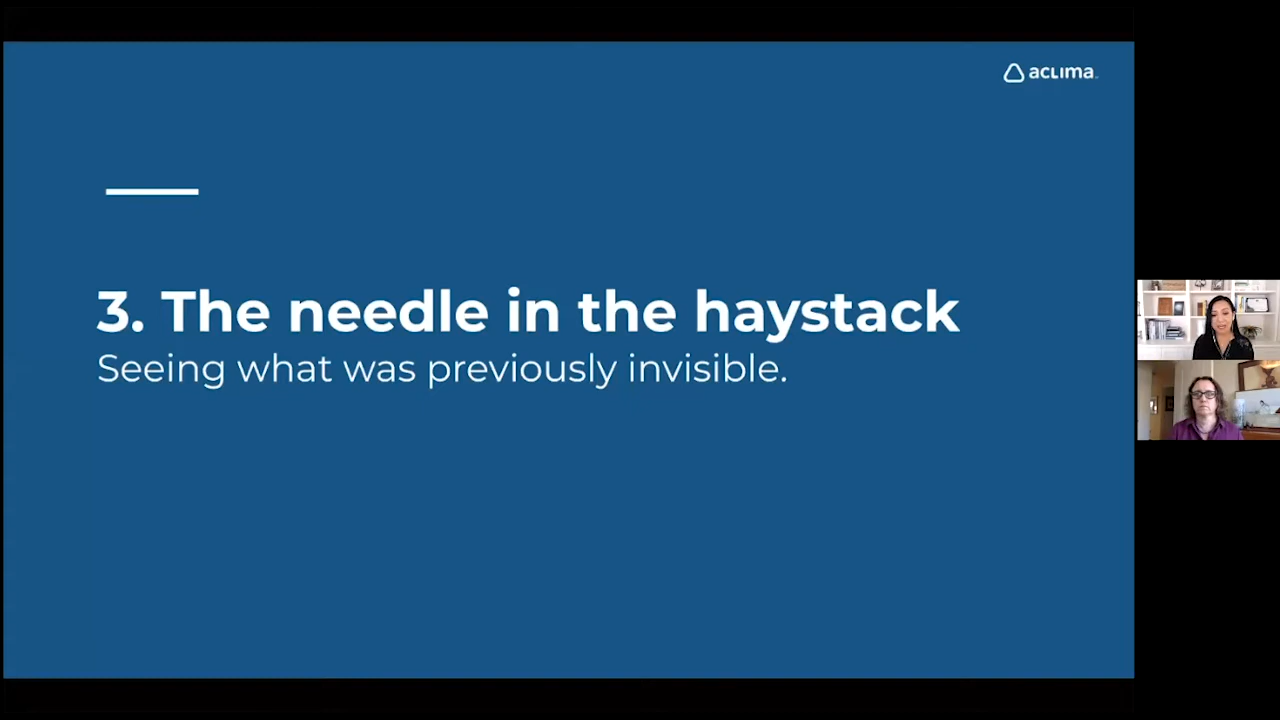 aclima
3. The needle in the haystack
Seeing what was previously invisible.